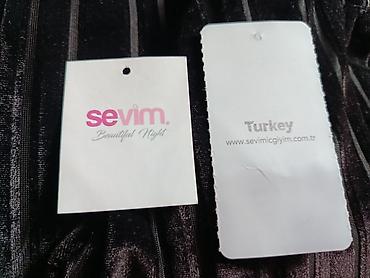 sevim.
Beautiful Night
Turkey
www.sevimicgiyim.com.tr